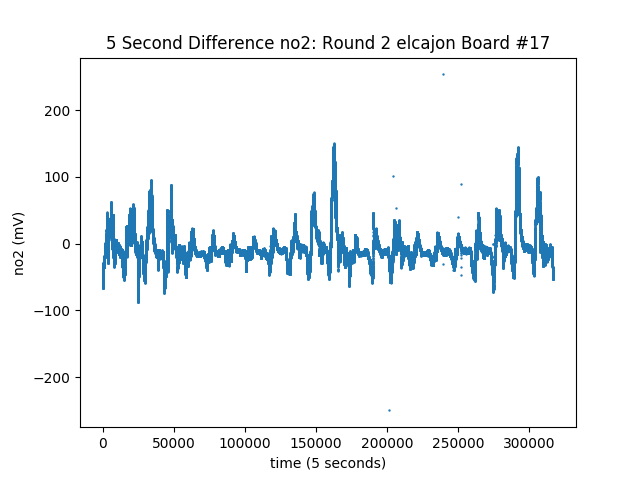 5 Second Difference no2: Round 2 elcajon Board #17
no2 (mV)
200
100
0
−100
−200
0 50000 100000 150000 200000 250000 300000
time (5 seconds)